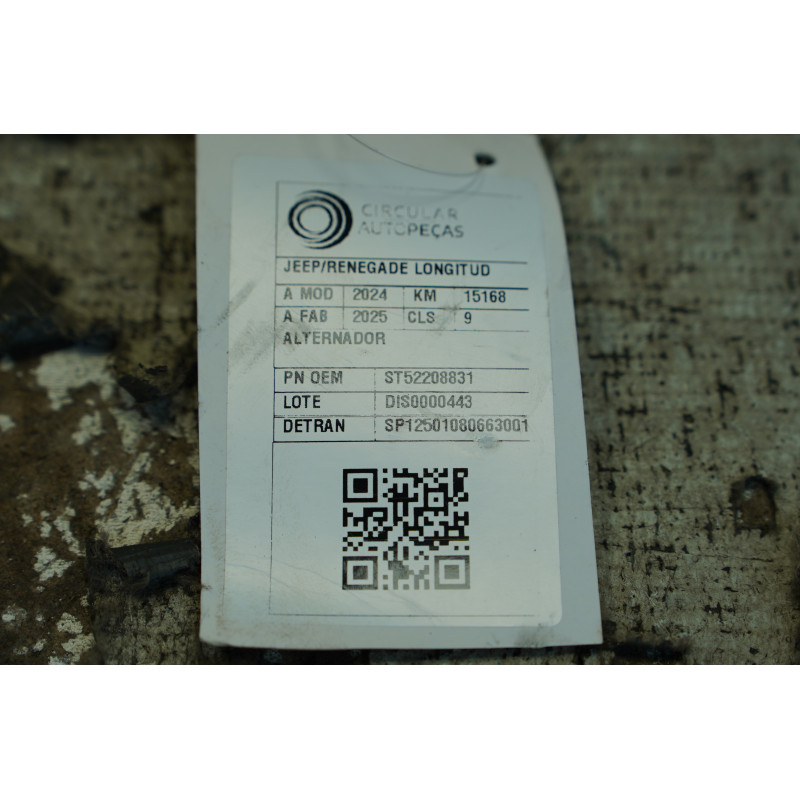 CIRCULAR
AUTOPEÇAS
JEEP/RENEGADE LONGITUD
A MOD 2024 KM 15168
A FAB 2025 CLS 9
ALTERNADOR
PN OEM ST52208831
LOTE DIS0000443
DETRAN SP12501080663001